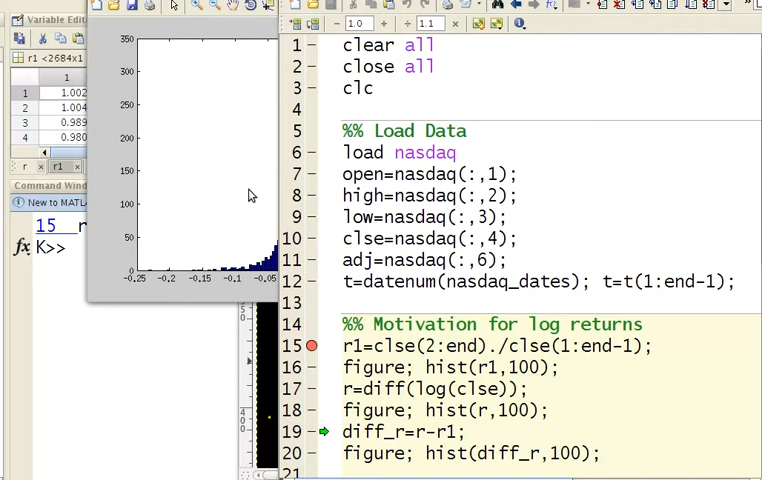 Variable Edit
r1 <2684x1
1
1 1.002
2 1.004
3 0.989
4 0.980
r × r1 ×
Command Wind
New to MATLA
15 r
fx K>>
350
300
250
200
150
100
50
0
-0.25 -0.2 -0.15 -0.1 -0.05
− 1.0 + ÷ 1.1 ×
1 clear all
2 close all
3 clc
4
5 %% Load Data
6 load nasdaq
7 open=nasdaq(:,1);
8 high=nasdaq(:,2);
9 low=nasdaq(:,3);
10 clse=nasdaq(:,4);
11 adj=nasdaq(:,6);
12 t=datenum(nasdaq_dates); t=t(1:end-1);
13
14 %% Motivation for log returns
15 r1=clse(2:end)./clse(1:end-1);
16 figure; hist(r1,100);
17 r=diff(log(clse));
18 figure; hist(r,100);
19 diff_r=r-r1;
20 figure; hist(diff_r,100);
21